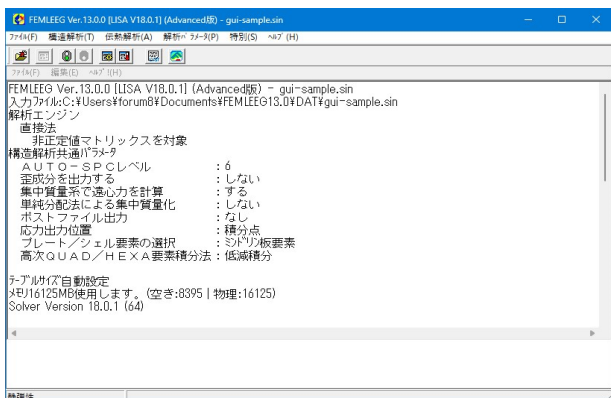 FEMLEEG Ver.13.0.0 [LISA V18.0.1] (Advanced版) - gui-sample.sin
ファイル(F) 構造解析(T) 伝熱解析(A) 解析パラメータ(P) 特別(S) ヘルプ(H)
ファイル(F) 編集(E) ヘルプ(H)
FEMLEEG Ver.13.0.0 [LISA V18.0.1] (Advanced版) - gui-sample.sin
入力ファイル:C:¥Users¥forum8¥Documents¥FEMLEEG13.0¥DAT¥gui-sample.sin
解析エンジン
直接法
非正定値マトリックスを対象
構造解析共通パラメータ
AUTO-SPCレベル :6
歪成分を出力する :しない
集中質量系で遠心力を計算 :する
単純分配法による集中質量化 :しない
ポストファイル出力 :なし
応力出力位置 :積分点
プレート/シェル要素の選択 :ミンドリン板要素
高次QUAD/HEXA要素積分法:低減積分
テーブルサイズ自動設定
メモリ16125MB使用します。(空き:8395 | 物理:16125)
Solver Version 18.0.1 (64)
静弾性